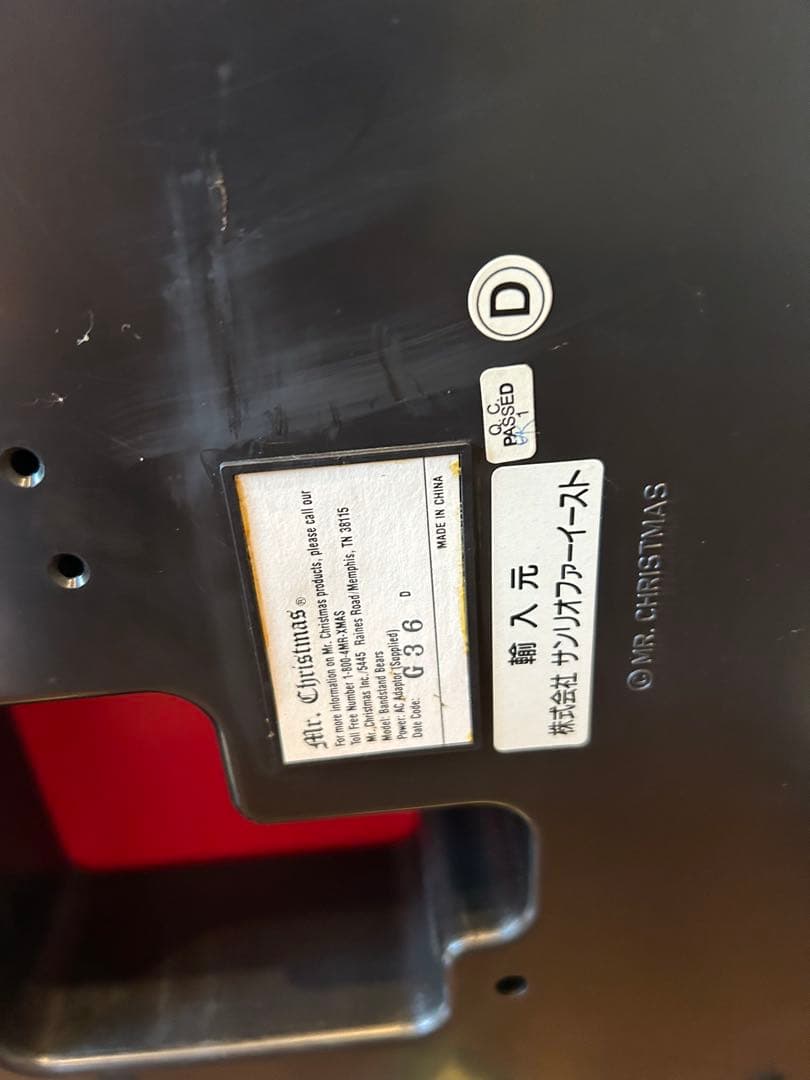 Mr. Christmas®
For more information on Mr. Christmas products, please call our
Toll Free Number 1-800-4MR-XMAS
Mr. Christmas Inc./5445 Raines Road/Memphis, TN 38115
Model: Bandstand Bears
Power: AC Adaptor (Supplied)
Date Code: G36 D
MADE IN CHINA
輸入元
株式会社 サンリオファーイースト
Q. C.
PASSED
1
D
© MR. CHRISTMAS